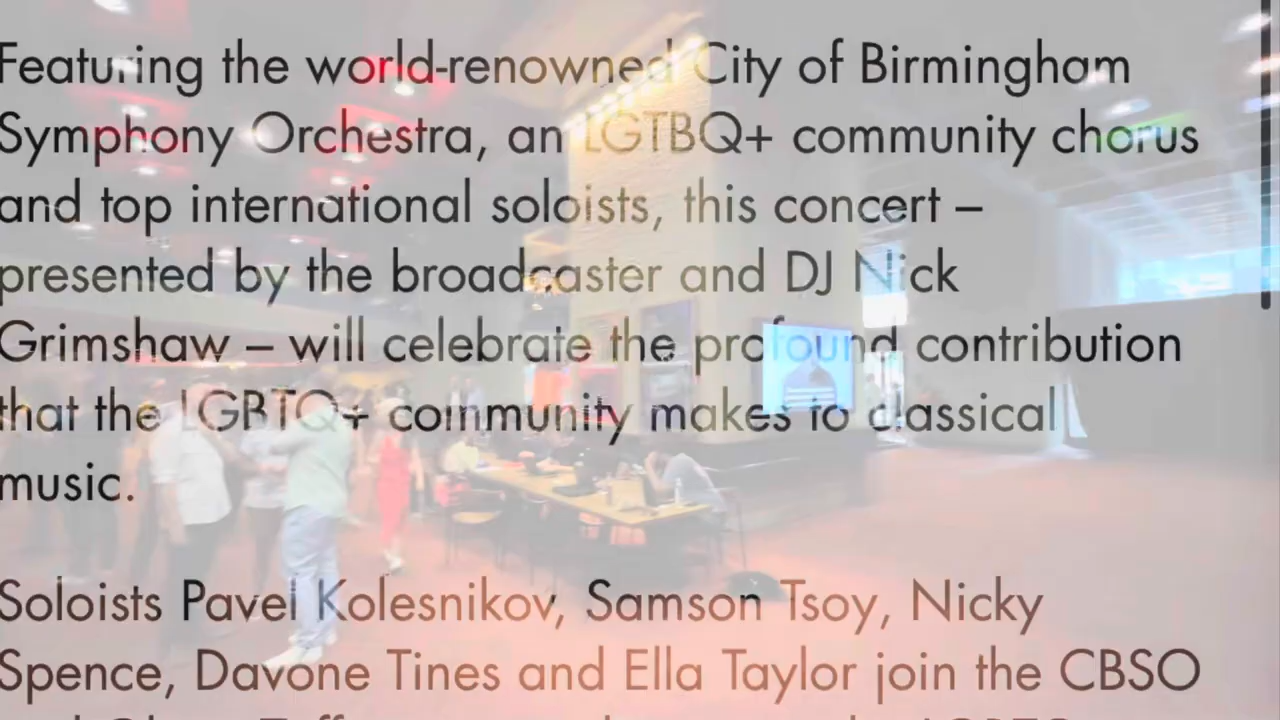 Featuring the world-renowned City of Birmingham
Symphony Orchestra, an LGTBQ+ community chorus
and top international soloists, this concert –
presented by the broadcaster and DJ Nick
Grimshaw – will celebrate the profound contribution
that the LGBTQ+ community makes to classical
music.
Soloists Pavel Kolesnikov, Samson Tsoy, Nicky
Spence, Davone Tines and Ella Taylor join the CBSO